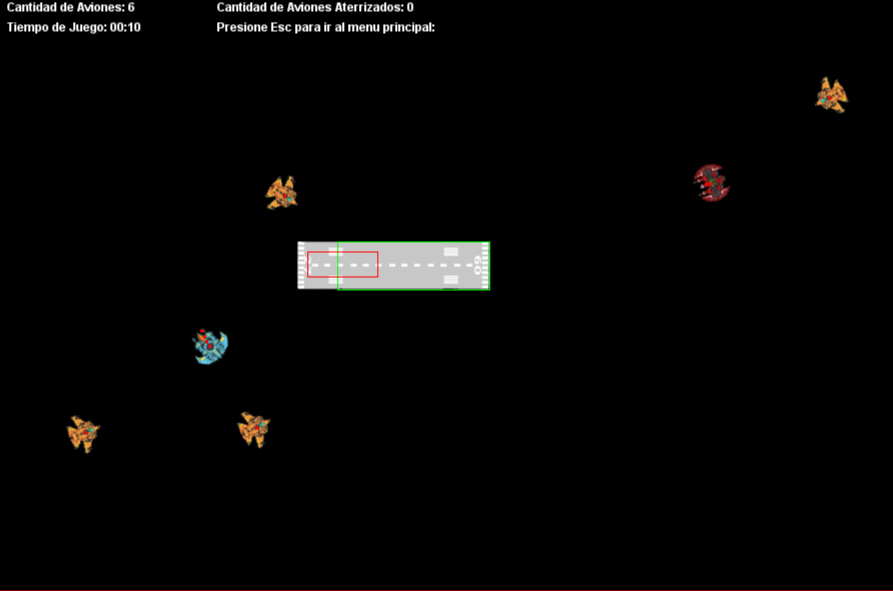 Cantidad de Aviones: 6
Cantidad de Aviones Aterrizados: 0
Tiempo de Juego: 00:10
Presione Esc para ir al menu principal:
09